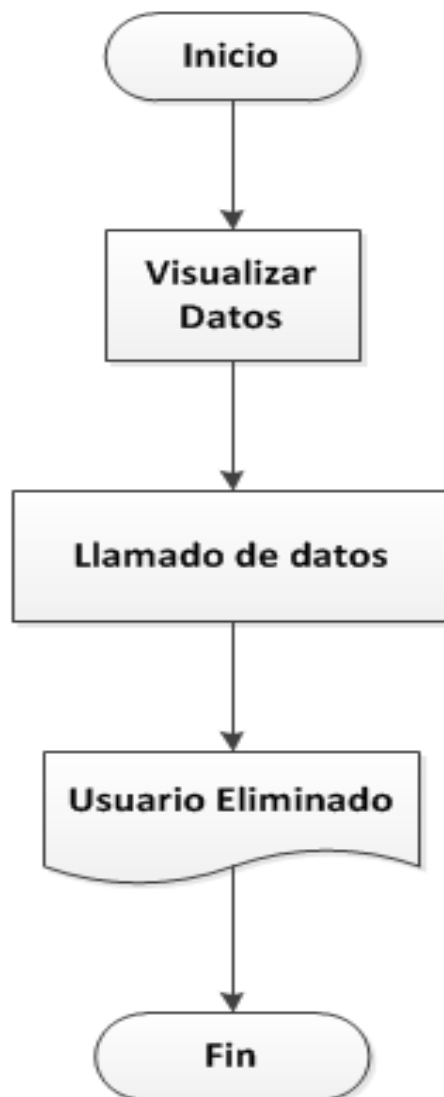 Inicio
Visualizar
Datos
Llamado de datos
Usuario Eliminado
Fin